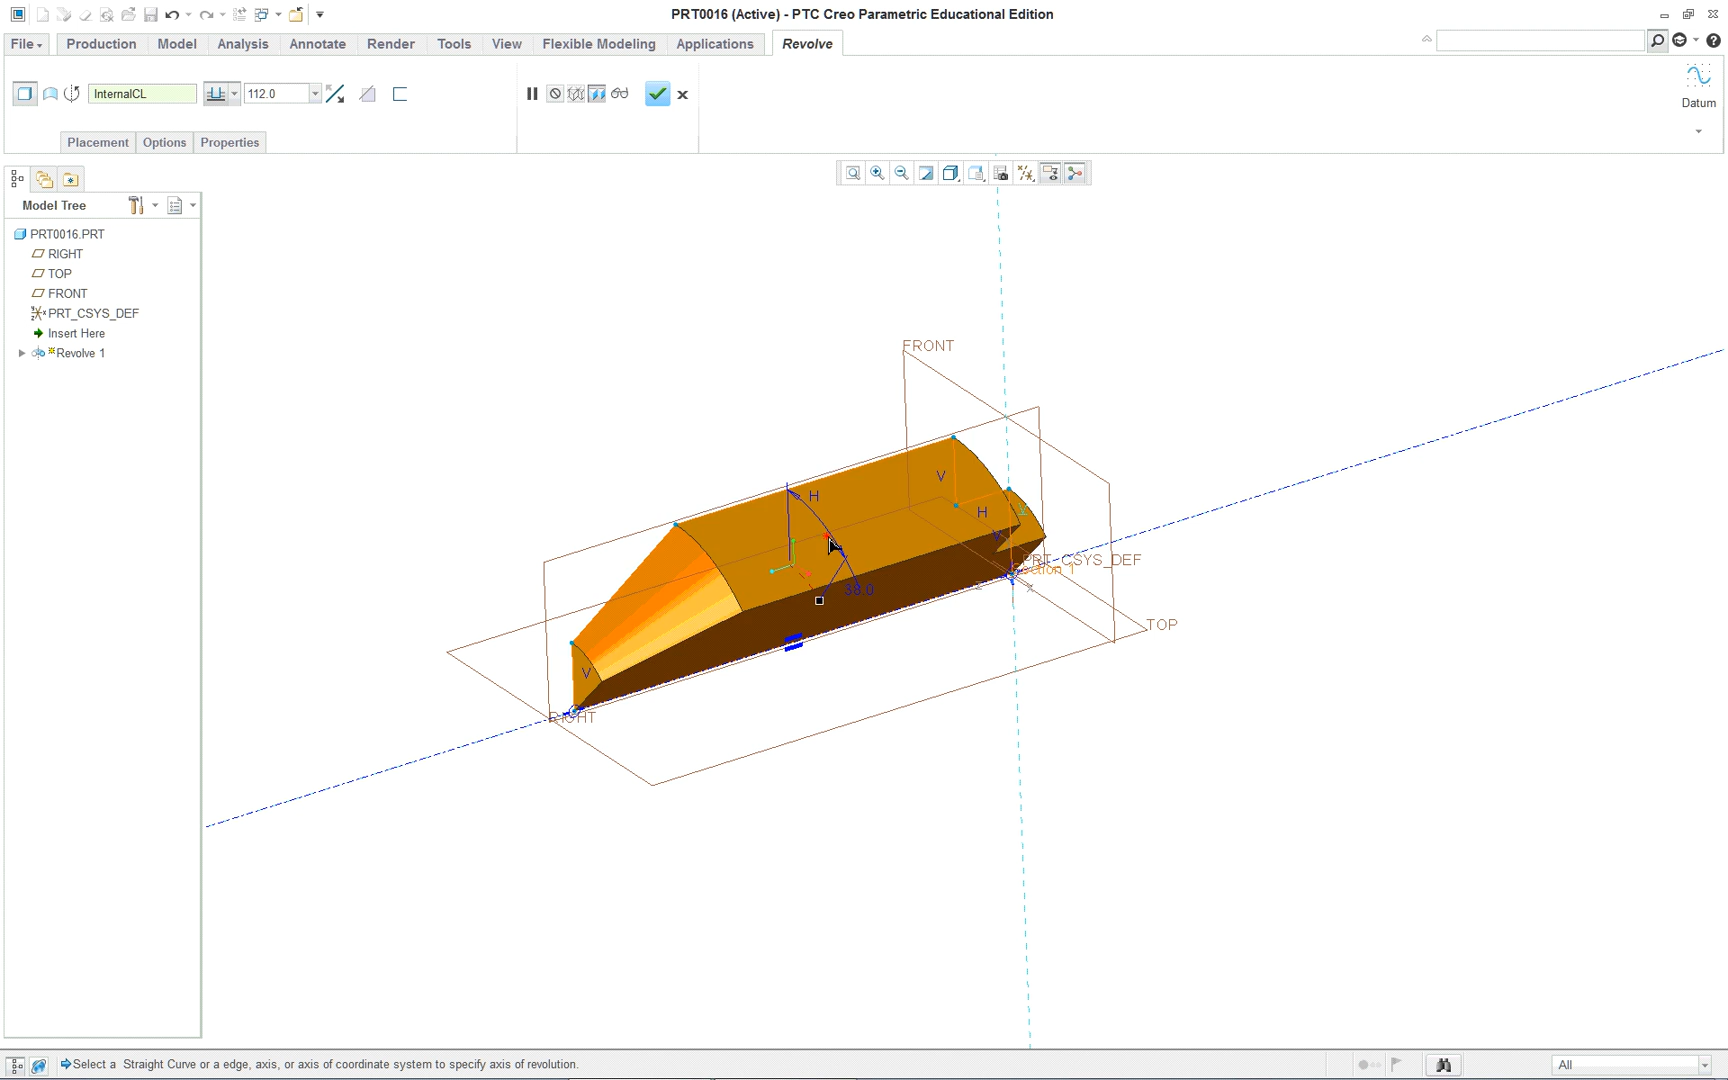 PRT0016 (Active) - PTC Creo Parametric Educational Edition
File Production Model Analysis Annotate Render Tools View Flexible Modeling Applications Revolve
InternalCL 112.0
Datum
Placement Options Properties
Model Tree
PRT0016.PRT
RIGHT
TOP
FRONT
PRT_CSYS_DEF
Insert Here
Revolve 1
FRONT
V
H
H
V
PRT_CSYS_DEF
Section 1
X
38.0
TOP
V
RIGHT
Select a Straight Curve or a edge, axis, or axis of coordinate system to specify axis of revolution.
All